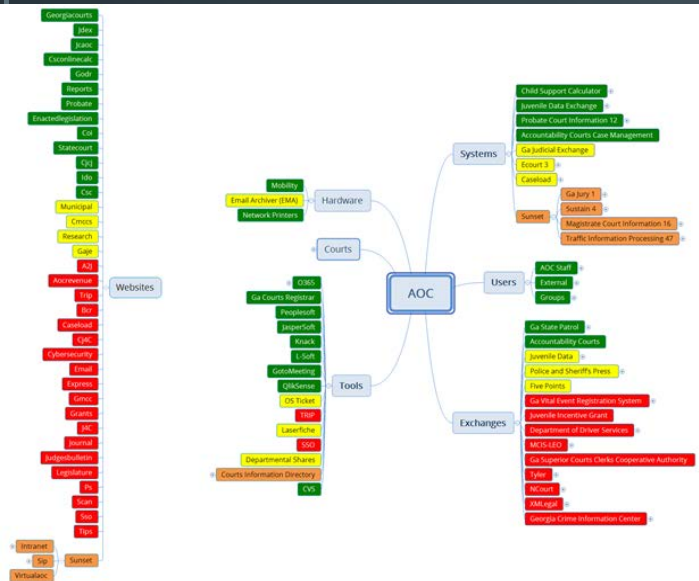 Georgiacourts
Jdex
Jcaoc
Csconlinecalc
Godr
Reports
Probate
Enactedlegislation
Coi
Statecourt
Cjcj
Ido
Csc
Municipal
Cmccs
Research
Gaje
A2J
Aocrevenue
Trip
Bcr
Caseload
CJ4C
Cybersecurity
Email
Express
Gmcc
Grants
J4C
Journal
Judgesbulletin
Legislature
Ps
Scan
Sso
Tips
Intranet
Sip
Virtualaoc
Sunset
Websites
Mobility
Email Archiver (EMA)
Network Printers
Hardware
Courts
O365
Ga Courts Registrar
Peoplesoft
JasperSoft
Knack
L-Soft
GotoMeeting
QlikSense
OS Ticket
TRIP
Laserfiche
SSO
Departmental Shares
Courts Information Directory
CVS
Tools
AOC
Systems
Child Support Calculator
Juvenile Data Exchange
Probate Court Information 12
Accountability Courts Case Management
Ga Judicial Exchange
Ecourt 3
Caseload
Sunset
Ga Jury 1
Sustain 4
Magistrate Court Information 16
Traffic Information Processing 47
Users
AOC Staff
External
Groups
Exchanges
Ga State Patrol
Accountability Courts
Juvenile Data
Police and Sheriff's Press
Five Points
Ga Vital Event Registration System
Juvenile Incentive Grant
Department of Driver Services
MCIS-LEO
Ga Superior Courts Clerks Cooperative Authority
Tyler
NCourt
XMLegal
Georgia Crime Information Center